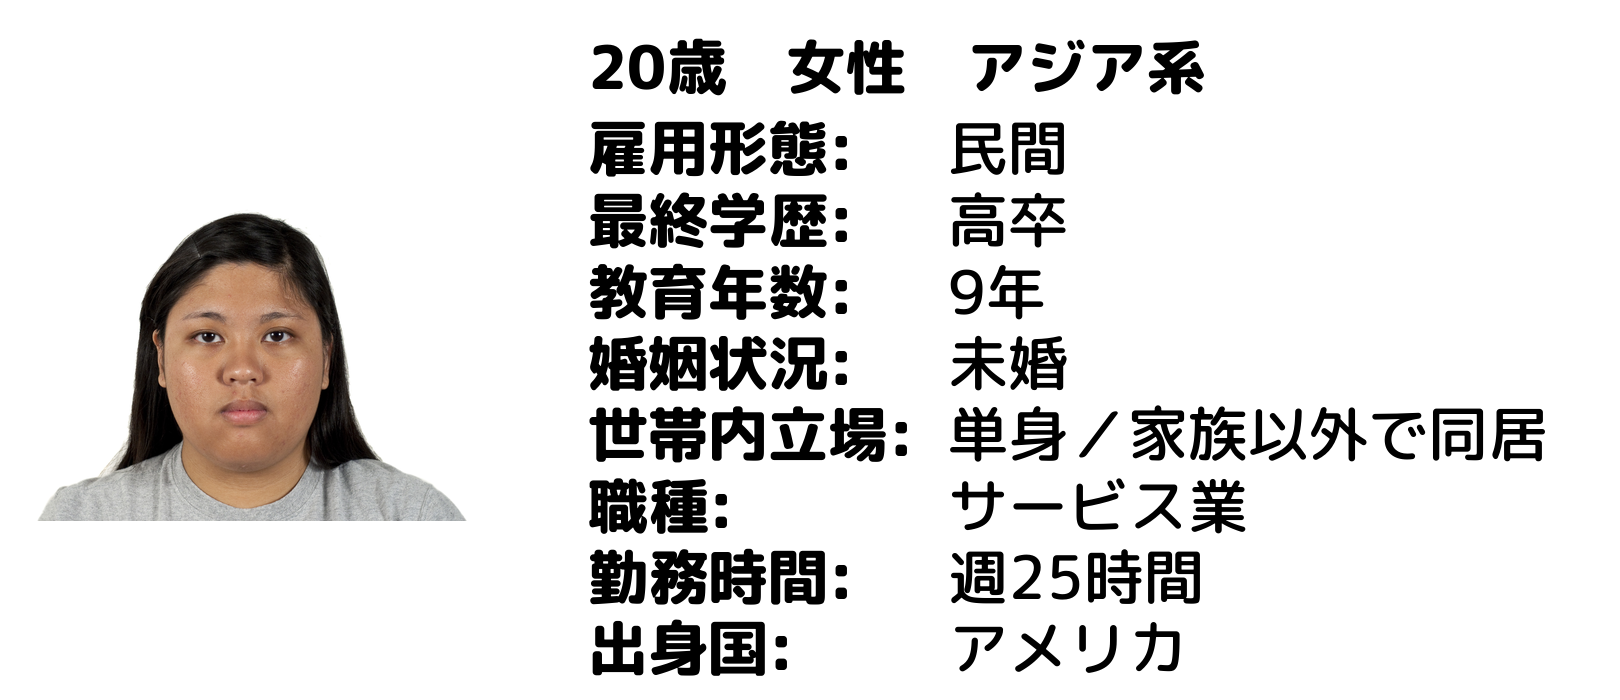 20歳　女性　アジア系
雇用形態:　民間
最終学歴:　高卒
教育年数:　9年
婚姻状況:　未婚
世帯内立場:　単身／家族以外で同居
職種:　サービス業
勤務時間:　週25時間
出身国:　アメリカ